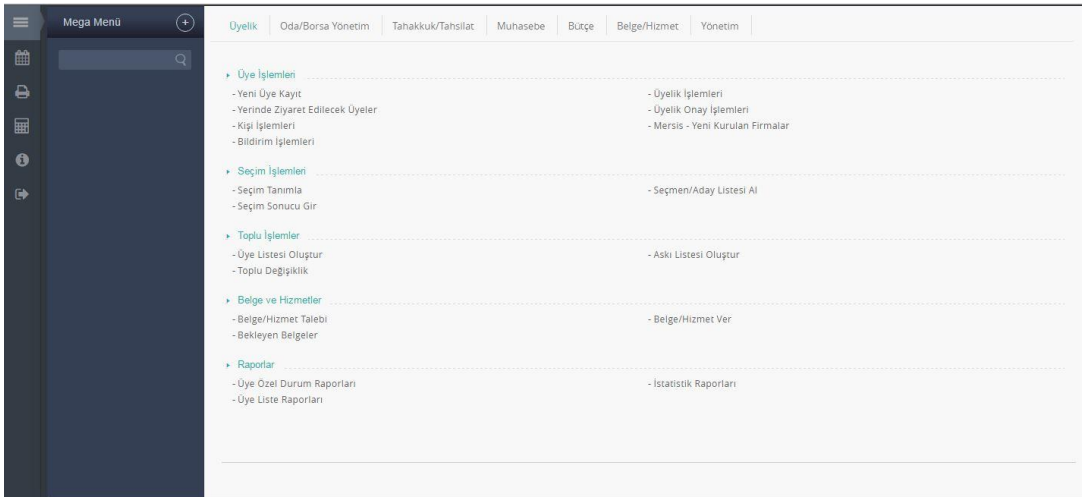 Mega Menü
Üyelik Oda/Borsa Yönetim Tahakkuk/Tahsilat Muhasebe Bütçe Belge/Hizmet Yönetim
Üye İşlemleri
- Yeni Üye Kayıt - Üyelik İşlemleri
- Yerinde Ziyaret Edilecek Üyeler - Üyelik Onay İşlemleri
- Kişi İşlemleri - Mersis - Yeni Kurulan Firmalar
- Bildirim İşlemleri
Seçim İşlemleri
- Seçim Tanımla - Seçmen/Aday Listesi Al
- Seçim Sonucu Gir
Toplu İşlemler
- Üye Listesi Oluştur - Askı Listesi Oluştur
- Toplu Değişiklik
Belge ve Hizmetler
- Belge/Hizmet Talebi - Belge/Hizmet Ver
- Bekleyen Belgeler
Raporlar
- Üye Özel Durum Raporları - İstatistik Raporları
- Üye Liste Raporları